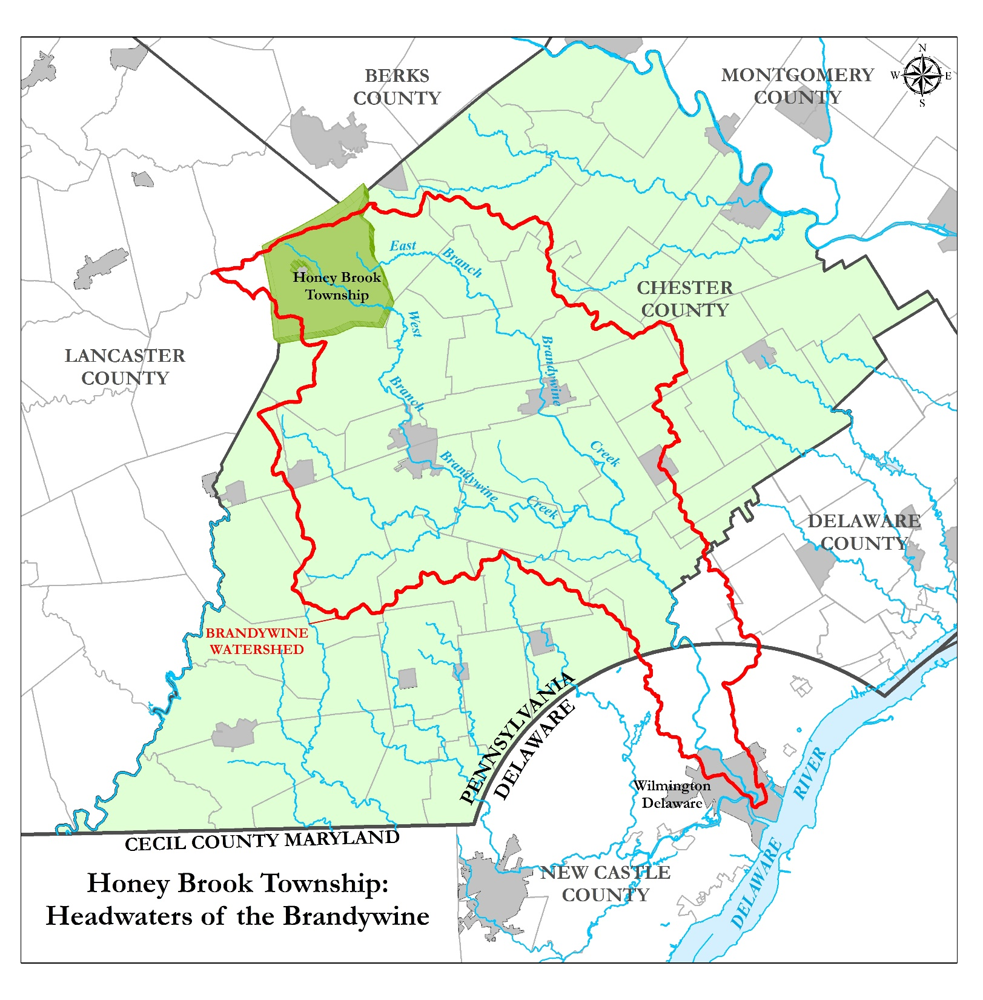 N
W
E
S
BERKS
COUNTY
MONTGOMERY
COUNTY
East
Branch
Honey Brook
Township
CHESTER
COUNTY
West
Branch
Brandywine
Creek
LANCASTER
COUNTY
Brandywine
Creek
DELAWARE
COUNTY
BRANDYWINE
WATERSHED
PENNSYLVANIA
DELAWARE
Wilmington
Delaware
DELAWARE
RIVER
CECIL COUNTY MARYLAND
NEW CASTLE
COUNTY
Honey Brook Township:
Headwaters of the Brandywine